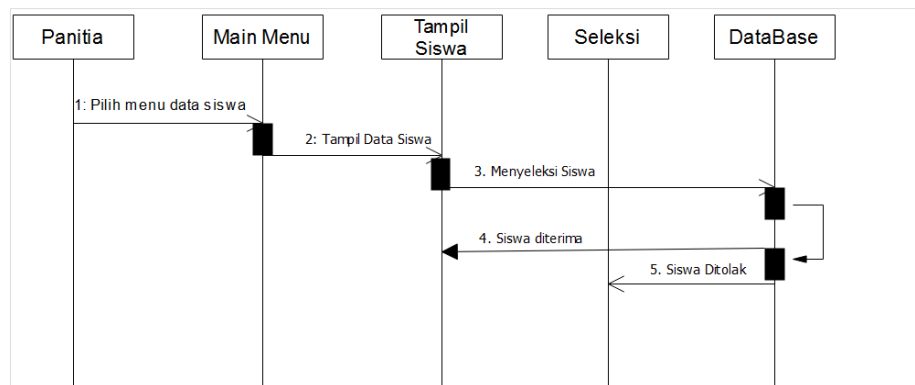 Panitia
Main Menu
Tampil
Siswa
Seleksi
DataBase
1: Pilih menu data siswa
2: Tampil Data Siswa
3. Menyeleksi Siswa
4. Siswa diterima
5. Siswa Ditolak